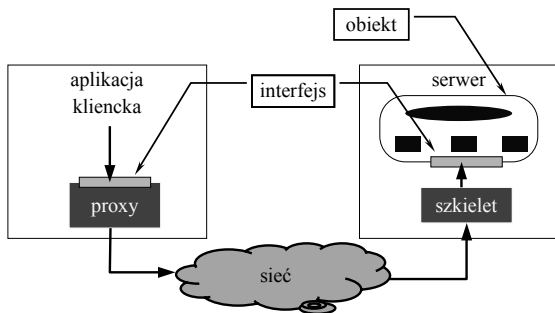 obiekt
aplikacja
kliencka
interfejs
serwer
proxy
szkielet
sieć